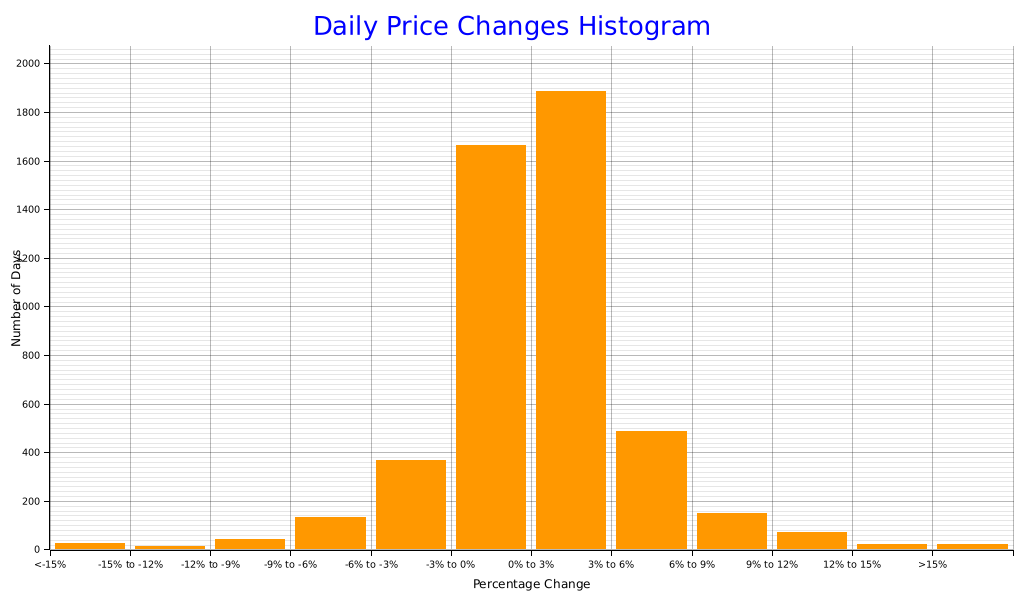 Daily Price Changes Histogram
2000
1800
1600
1400
1200
1000
800
600
400
200
0
Number of Days
<-15%
-15% to -12%
-12% to -9%
-9% to -6%
-6% to -3%
-3% to 0%
0% to 3%
3% to 6%
6% to 9%
9% to 12%
12% to 15%
>15%
Percentage Change